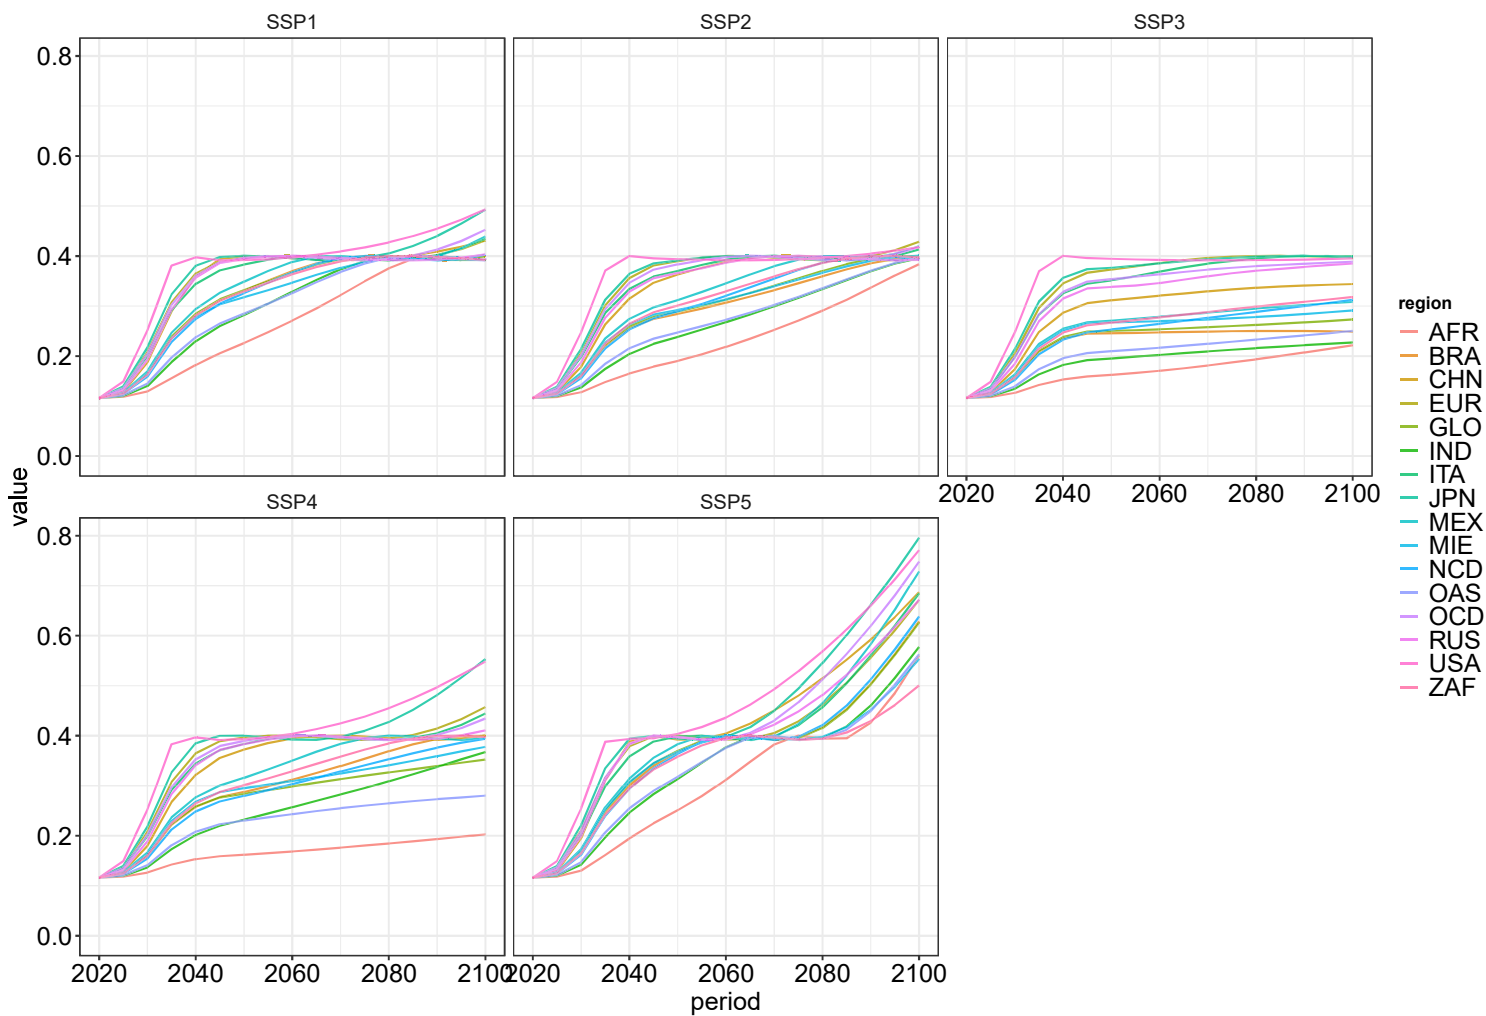 SSP1
SSP2
SSP3
0.8
0.6
0.4
0.2
0.0
2020 2040 2060 2080 2100
SSP4
SSP5
0.8
0.6
0.4
0.2
0.0
2020 2040 2060 2080 2100
2020 2040 2060 2080 2100
value
period
region
AFR
BRA
CHN
EUR
GLO
IND
ITA
JPN
MEX
MIE
NCD
OAS
OCD
RUS
USA
ZAF